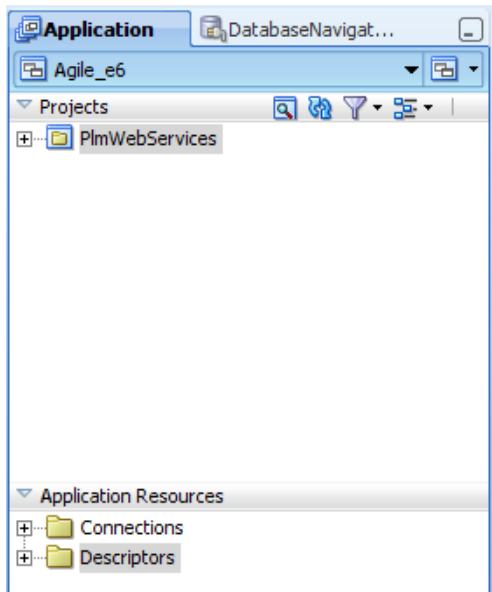 Application DatabaseNavigat...
Agile_e6
Projects
PlmWebServices
Application Resources
Connections
Descriptors